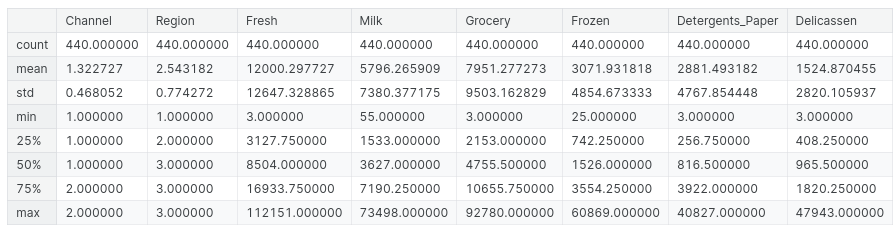 Channel Region Fresh Milk Grocery Frozen Detergents_Paper Delicassen
count 440.000000 440.000000 440.000000 440.000000 440.000000 440.000000 440.000000 440.000000
mean 1.322727 2.543182 12000.297727 5796.265909 7951.277273 3071.931818 2881.493182 1524.870455
std 0.468052 0.774272 12647.328865 7380.377175 9503.162829 4854.673333 4767.854448 2820.105937
min 1.000000 1.000000 3.000000 55.000000 3.000000 25.000000 3.000000 3.000000
25% 1.000000 2.000000 3127.750000 1533.000000 2153.000000 742.250000 256.750000 408.250000
50% 1.000000 3.000000 8504.000000 3627.000000 4755.500000 1526.000000 816.500000 965.500000
75% 2.000000 3.000000 16933.750000 7190.250000 10655.750000 3554.250000 3922.000000 1820.250000
max 2.000000 3.000000 112151.000000 73498.000000 92780.000000 60869.000000 40827.000000 47943.000000